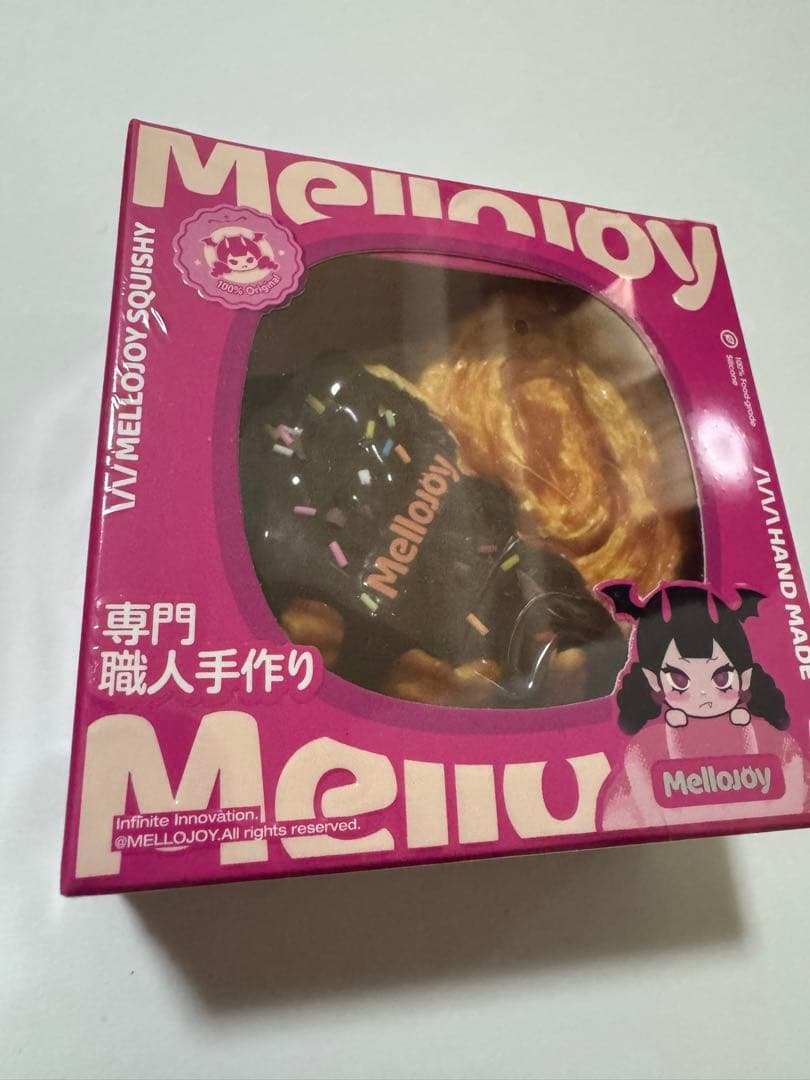 MelloJoy
100% Original
\/\/ MELLOJOY SQUISHY
100% Food-grade
Silicone
MelloJoy
/\/\/\ HAND MADE
専門
職人手作り
MelloJoy
Mellu
Infinite Innovation.
@MELLOJOY.All rights reserved.